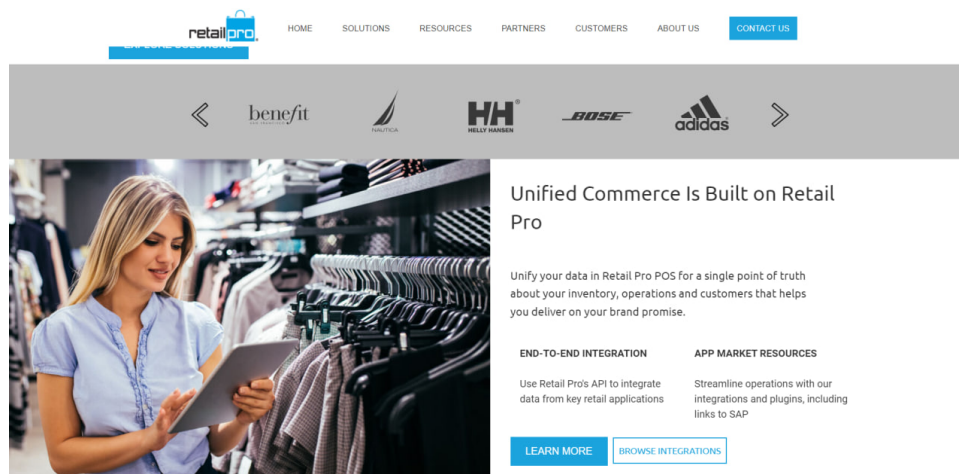 retail pro
HOME
SOLUTIONS
RESOURCES
PARTNERS
CUSTOMERS
ABOUT US
CONTACT US
EXPLORE SOLUTIONS
benefit
NAUTICA
HH®
HELLY HANSEN
BOSE
adidas
Unified Commerce Is Built on Retail
Pro
Unify your data in Retail Pro POS for a single point of truth
about your inventory, operations and customers that helps
you deliver on your brand promise.
END-TO-END INTEGRATION
Use Retail Pro's API to integrate
data from key retail applications
APP MARKET RESOURCES
Streamline operations with our
integrations and plugins, including
links to SAP
LEARN MORE
BROWSE INTEGRATIONS